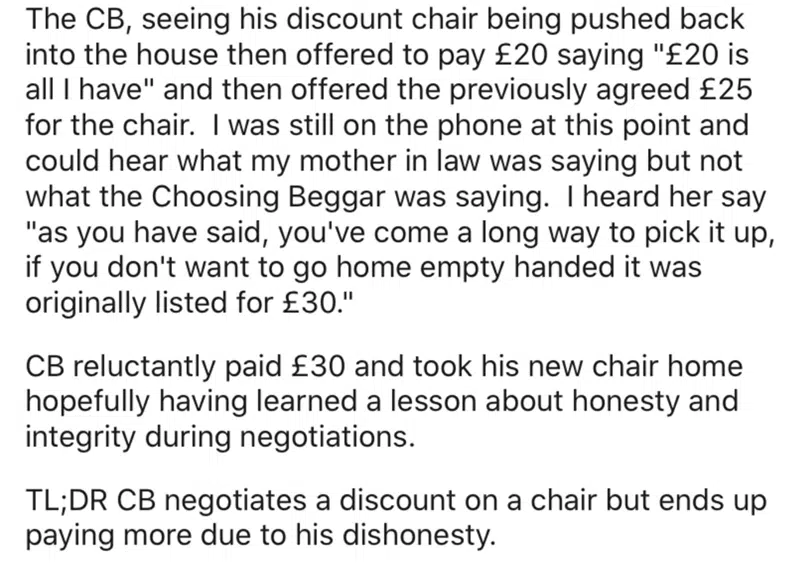 The CB, seeing his discount chair being pushed back
into the house then offered to pay £20 saying "£20 is
all I have" and then offered the previously agreed £25
for the chair.  I was still on the phone at this point and
could hear what my mother in law was saying but not
what the Choosing Beggar was saying.  I heard her say
"as you have said, you've come a long way to pick it up,
if you don't want to go home empty handed it was
originally listed for £30."
CB reluctantly paid £30 and took his new chair home
hopefully having learned a lesson about honesty and
integrity during negotiations.
TL;DR CB negotiates a discount on a chair but ends up
paying more due to his dishonesty.